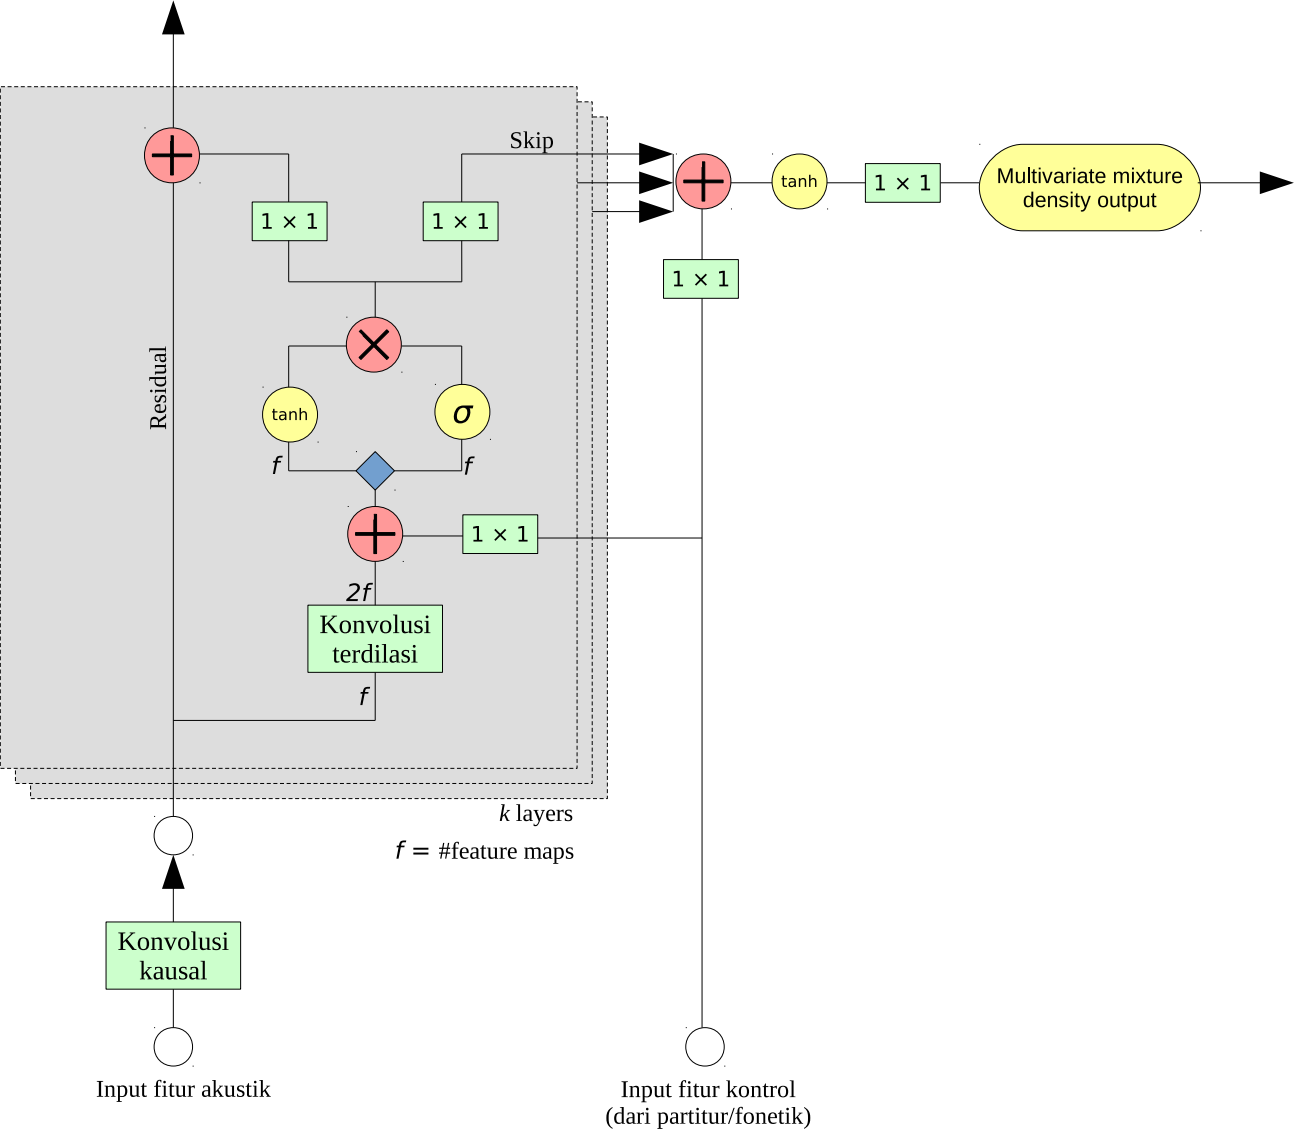 Skip
tanh
1 × 1
Multivariate mixture
density output
1 × 1
1 × 1
1 × 1
Residual
tanh
σ
f
f
1 × 1
2f
Konvolusi
terdilasi
f
k layers
f = #feature maps
Konvolusi
kausal
Input fitur akustik
Input fitur kontrol
(dari partitur/fonetik)